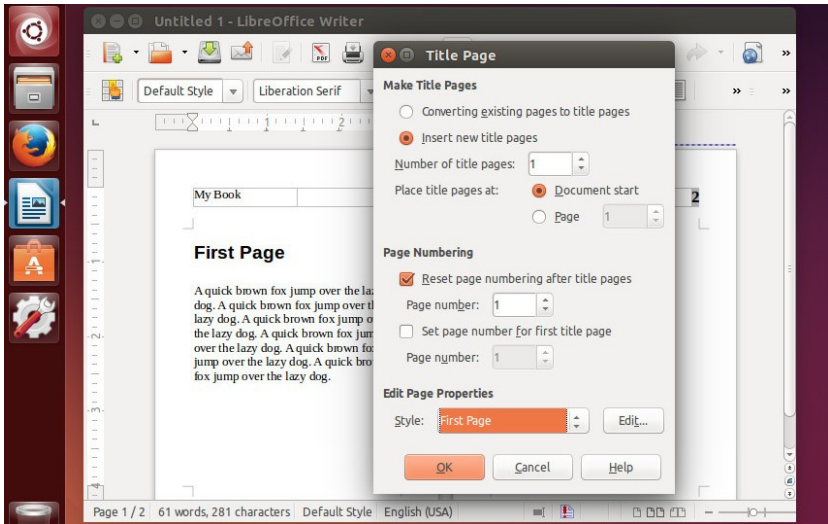 Untitled 1 - LibreOffice Writer
Title Page
Default Style
Liberation Serif
Make Title Pages
Converting existing pages to title pages
Insert new title pages
Number of title pages: 1
Place title pages at: Document start
Page 1
Page Numbering
Reset page numbering after title pages
Page number: 1
Set page number for first title page
Page number: 1
Edit Page Properties
Style: First Page Edit...
OK Cancel Help
My Book 2
First Page
A quick brown fox jump over the la
dog. A quick brown fox jump over t
lazy dog. A quick brown fox jump o
the lazy dog. A quick brown fox jum
over the lazy dog. A quick brown fo
jump over the lazy dog. A quick bro
fox jump over the lazy dog.
Page 1 / 2 61 words, 281 characters Default Style English (USA)